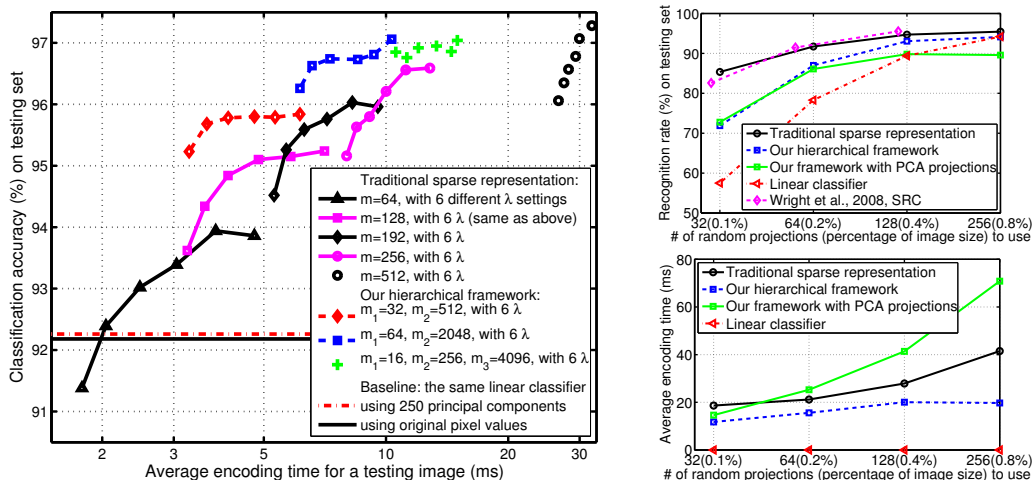 Classification accuracy (%) on testing set
97
96
95
94
93
92
91
2
3
5
10
20
30
Average encoding time for a testing image (ms)
Traditional sparse representation:
m=64, with 6 different λ settings
m=128, with 6 λ (same as above)
m=192, with 6 λ
m=256, with 6 λ
m=512, with 6 λ
Our hierarchical framework:
m1=32, m2=512, with 6 λ
m1=64, m2=2048, with 6 λ
m1=16, m2=256, m3=4096, with 6 λ
Baseline: the same linear classifier
using 250 principal components
using original pixel values
Recognition rate (%) on testing set
100
90
80
70
60
50
Traditional sparse representation
Our hierarchical framework
Our framework with PCA projections
Linear classifier
Wright et al., 2008, SRC
32(0.1%)
64(0.2%)
128(0.4%)
256(0.8%)
# of random projections (percentage of image size) to use
Average encoding time (ms)
80
60
40
20
0
Traditional sparse representation
Our hierarchical framework
Our framework with PCA projections
Linear classifier
32(0.1%)
64(0.2%)
128(0.4%)
256(0.8%)
# of random projections (percentage of image size) to use